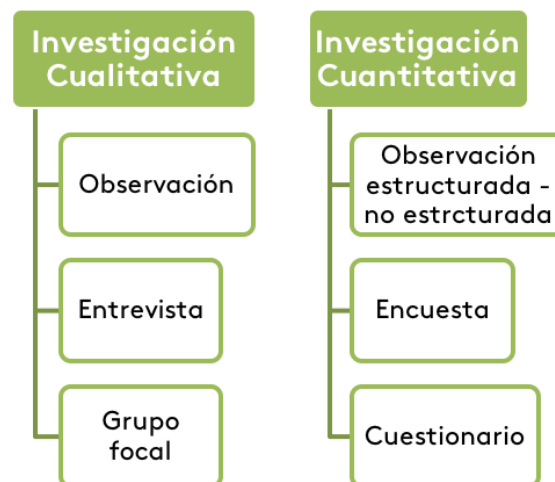 Investigación
Cualitativa
Observación
Entrevista
Grupo
focal
Investigación
Cuantitativa
Observación
estructurada -
no estrcturada
Encuesta
Cuestionario